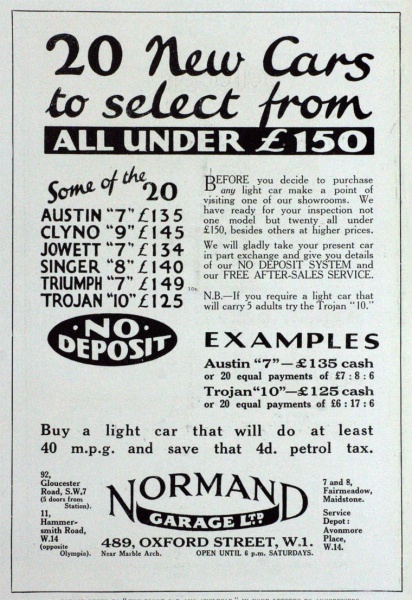 20 New Cars
to select from
ALL UNDER £150
Some of the 20
AUSTIN "7" £135
CLYNO "9" £145
JOWETT "7" £134
SINGER "8" £140
TRIUMPH "7" £149
TROJAN "10" £125
·NO·
DEPOSIT
BEFORE you decide to purchase
any light car make a point of
visiting one of our showrooms. We
have ready for your inspection not
one model but twenty all under
£150, besides others at higher prices.
We will gladly take your present car
in part exchange and give you details
of our NO DEPOSIT SYSTEM and
our FREE AFTER-SALES SERVICE.
N.B.—If you require a light car that
will carry 5 adults try the Trojan "10."
EXAMPLES
Austin "7"—£135 cash
or 20 equal payments of £7 : 8 : 6
Trojan "10"—£125 cash
or 20 equal payments of £6 : 17 : 6
Buy a light car that will do at least
40 m.p.g. and save that 4d. petrol tax.
92,
Gloucester
Road, S.W.7
(5 doors from
Station).
11,
Hammer-
smith Road,
W.14
(opposite
Olympia).
NORMAND
GARAGE LTD.
489, OXFORD STREET, W.1.
Near Marble Arch. OPEN UNTIL 6 p.m. SATURDAYS.
7 and 8,
Fairmeadow,
Maidstone.
Service
Depot:
Avonmore
Place,
W.14.